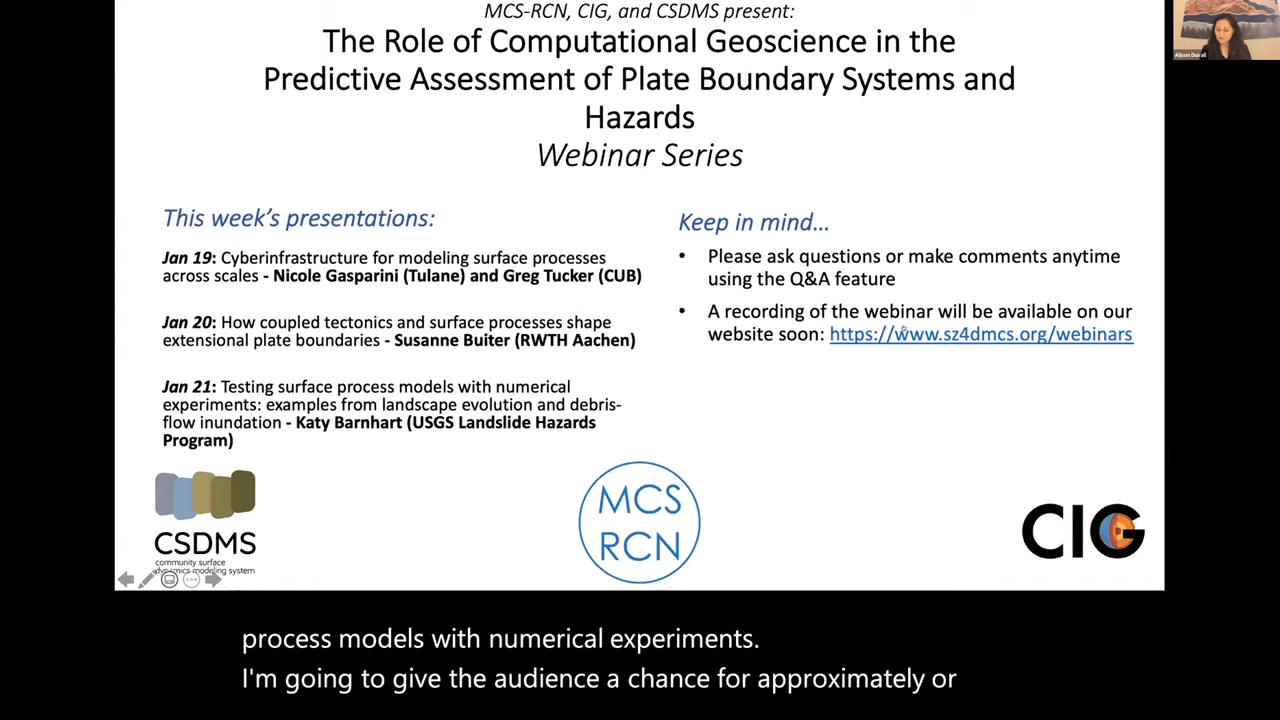 MCS-RCN, CIG, and CSDMS present:
The Role of Computational Geoscience in the
Predictive Assessment of Plate Boundary Systems and
Hazards
Webinar Series
Alison Duvall
This week's presentations:
Jan 19: Cyberinfrastructure for modeling surface processes
across scales - Nicole Gasparini (Tulane) and Greg Tucker (CUB)
Jan 20: How coupled tectonics and surface processes shape
extensional plate boundaries - Susanne Buiter (RWTH Aachen)
Jan 21: Testing surface process models with numerical
experiments: examples from landscape evolution and debris-
flow inundation - Katy Barnhart (USGS Landslide Hazards
Program)
Keep in mind...
• Please ask questions or make comments anytime
using the Q&A feature
• A recording of the webinar will be available on our
website soon: https://www.sz4dmcs.org/webinars
CSDMS
community surface
dynamics modeling system
MCS
RCN
CIG
process models with numerical experiments.
I'm going to give the audience a chance for approximately or